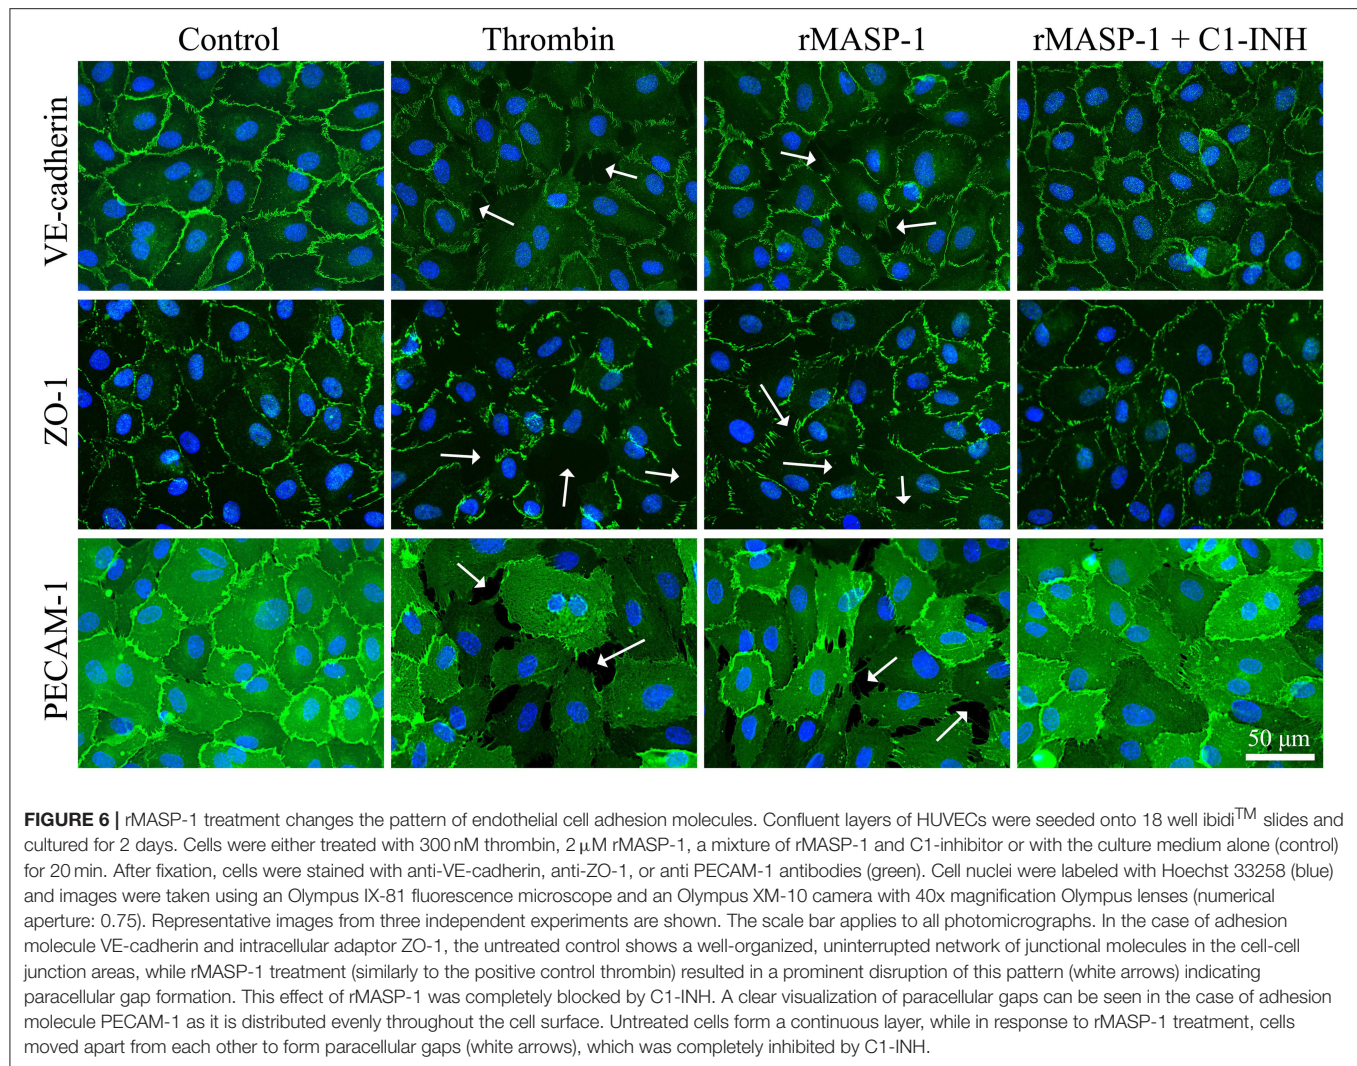 Control Thrombin rMASP-1 rMASP-1 + C1-INH
VE-cadherin
ZO-1
PECAM-1
50 μm
FIGURE 6 | rMASP-1 treatment changes the pattern of endothelial cell adhesion molecules. Confluent layers of HUVECs were seeded onto 18 well ibidi™ slides and
cultured for 2 days. Cells were either treated with 300 nM thrombin, 2 μM rMASP-1, a mixture of rMASP-1 and C1-inhibitor or with the culture medium alone (control)
for 20 min. After fixation, cells were stained with anti-VE-cadherin, anti-ZO-1, or anti PECAM-1 antibodies (green). Cell nuclei were labeled with Hoechst 33258 (blue)
and images were taken using an Olympus IX-81 fluorescence microscope and an Olympus XM-10 camera with 40x magnification Olympus lenses (numerical
aperture: 0.75). Representative images from three independent experiments are shown. The scale bar applies to all photomicrographs. In the case of adhesion
molecule VE-cadherin and intracellular adaptor ZO-1, the untreated control shows a well-organized, uninterrupted network of junctional molecules in the cell-cell
junction areas, while rMASP-1 treatment (similarly to the positive control thrombin) resulted in a prominent disruption of this pattern (white arrows) indicating
paracellular gap formation. This effect of rMASP-1 was completely blocked by C1-INH. A clear visualization of paracellular gaps can be seen in the case of adhesion
molecule PECAM-1 as it is distributed evenly throughout the cell surface. Untreated cells form a continuous layer, while in response to rMASP-1 treatment, cells
moved apart from each other to form paracellular gaps (white arrows), which was completely inhibited by C1-INH.